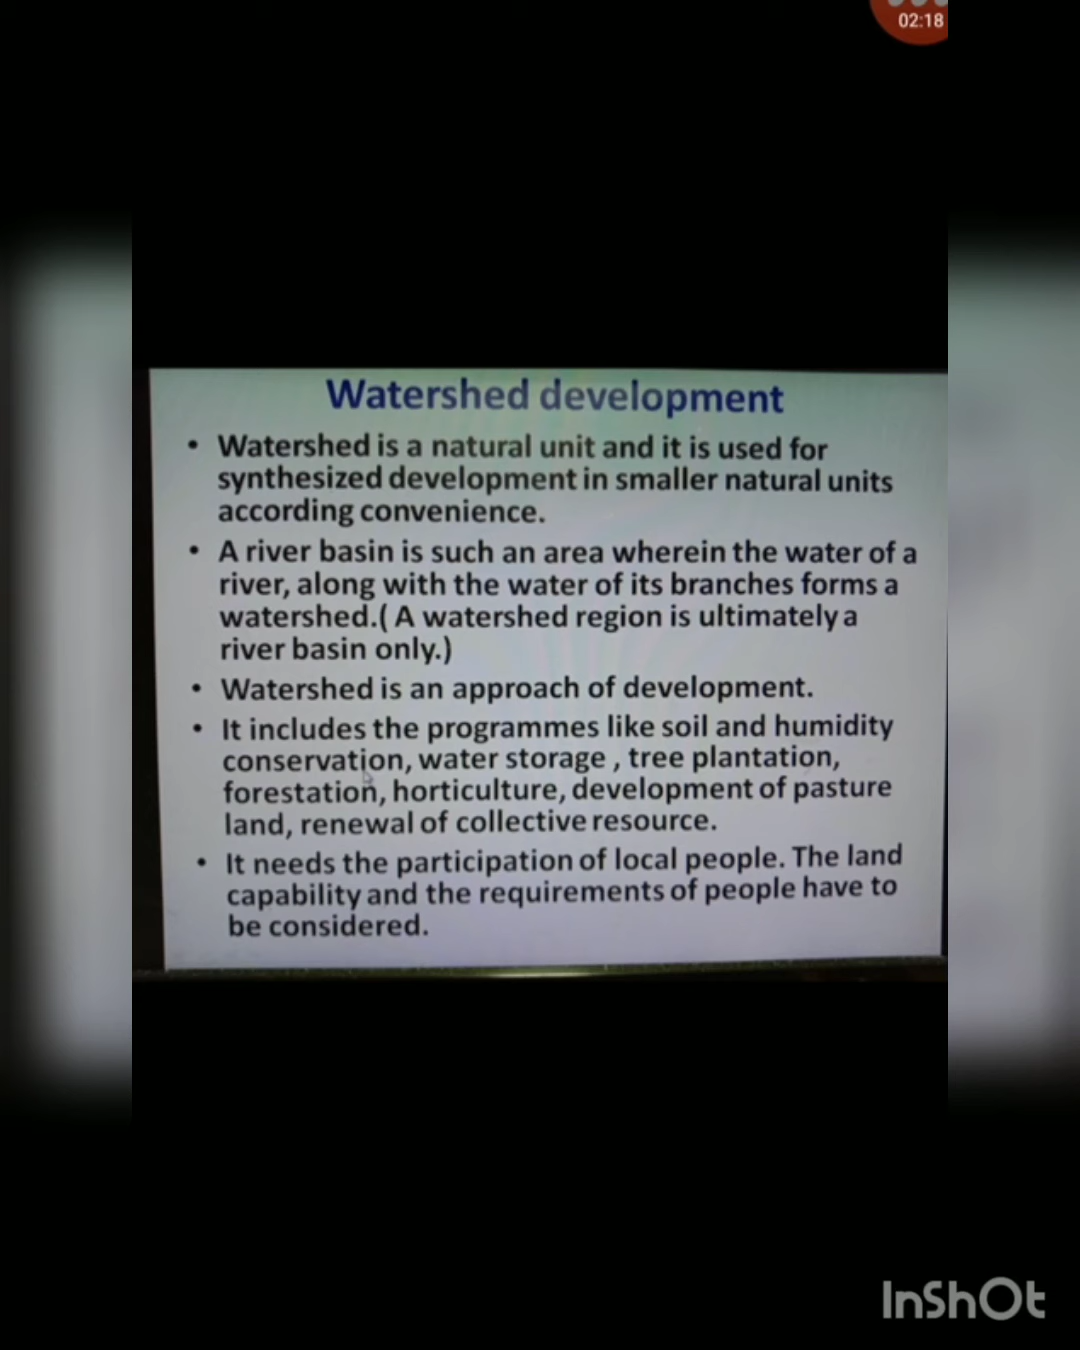 02:18
Watershed development
• Watershed is a natural unit and it is used for
synthesized development in smaller natural units
according convenience.
• A river basin is such an area wherein the water of a
river, along with the water of its branches forms a
watershed.( A watershed region is ultimately a
river basin only.)
• Watershed is an approach of development.
• It includes the programmes like soil and humidity
conservation, water storage , tree plantation,
forestation, horticulture, development of pasture
land, renewal of collective resource.
• It needs the participation of local people. The land
capability and the requirements of people have to
be considered.
InShOt